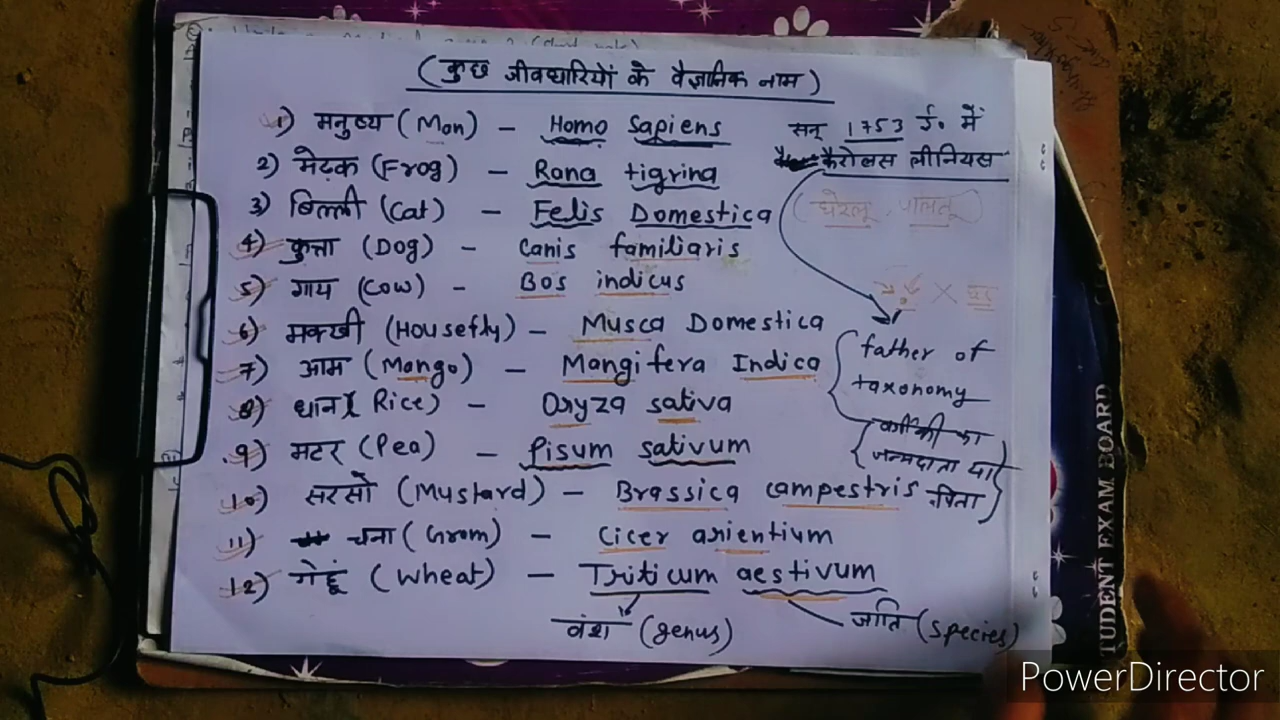 (कुछ जीवधारियों के वैज्ञानिक नाम)
1) मनुष्य (Man) – Homo Sapiens
2) मेढ़क (Frog) – Rana tigrina
3) बिल्ली (Cat) – Felis Domestica
4) कुत्ता (Dog) – Canis familiaris
5) गाय (Cow) – Bos indicus
6) मक्खी (Housefly) – Musca Domestica
7) आम (Mango) – Mangifera Indica
8) धान (Rice) – Oryza sativa
9) मटर (Pea) – Pisum sativum
10) सरसो (Mustard) – Brassica campestris
11) चना (Gram) – Cicer arientium
12) गेहूं (Wheat) – Triticum aestivum
वंश (genus)
जाति (species)
सन् 1753 ई० में
कैरोलस लीनियस
(घरेलू, पालतू)
father of
taxonomy
वर्गिकी का
जन्मदाता या
पिता
STUDENT EXAM BOARD
PowerDirector